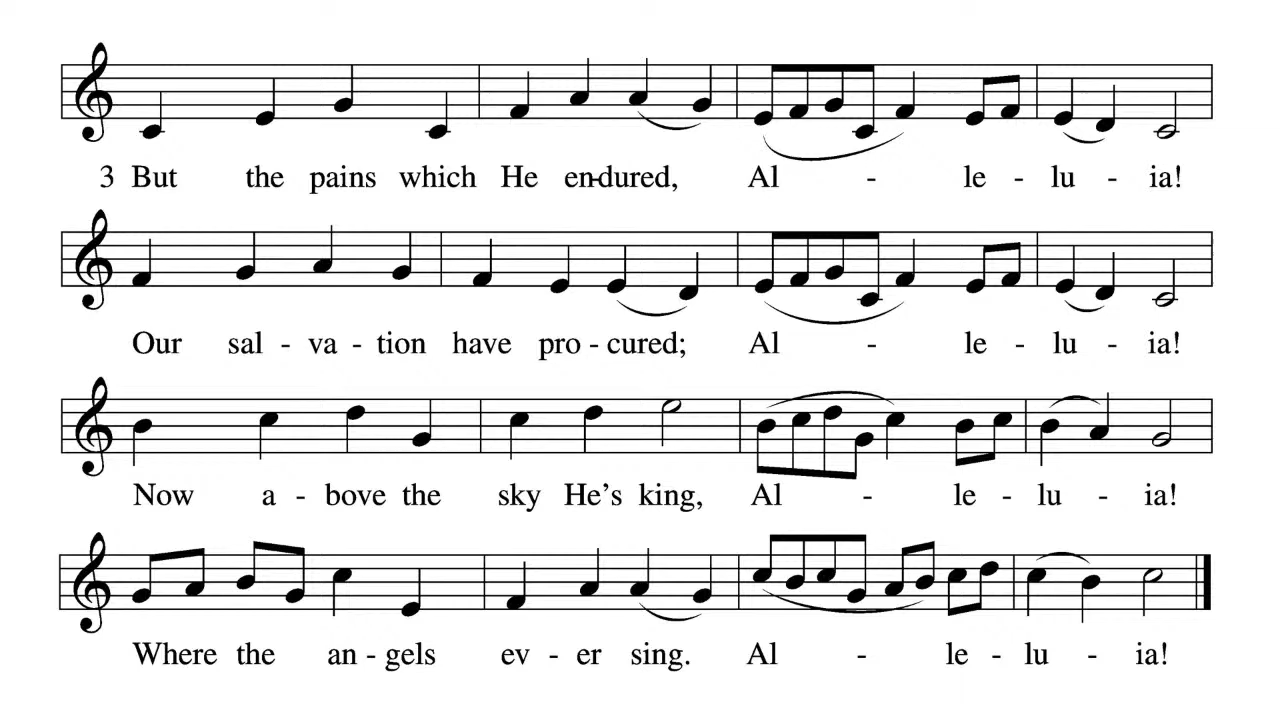 3 But the pains which He en-dured, Al - le - lu - ia!
Our sal - va - tion have pro - cured; Al - le - lu - ia!
Now a - bove the sky He’s king, Al - le - lu - ia!
Where the an - gels ev - er sing. Al - le - lu - ia!